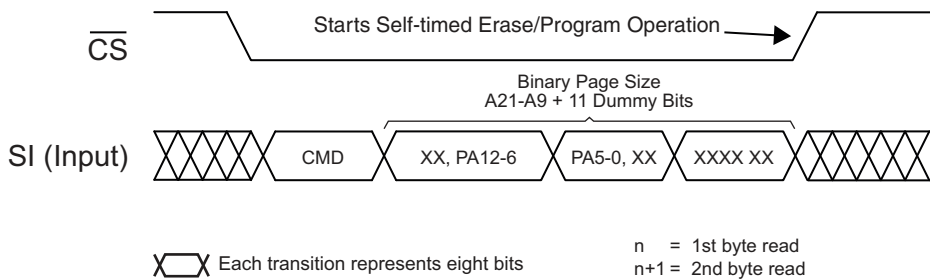 Starts Self-timed Erase/Program Operation
CS
Binary Page Size
A21-A9 + 11 Dummy Bits
SI (Input)
CMD
XX, PA12-6
PA5-0, XX
XXXX XX
Each transition represents eight bits
n = 1st byte read
n+1 = 2nd byte read